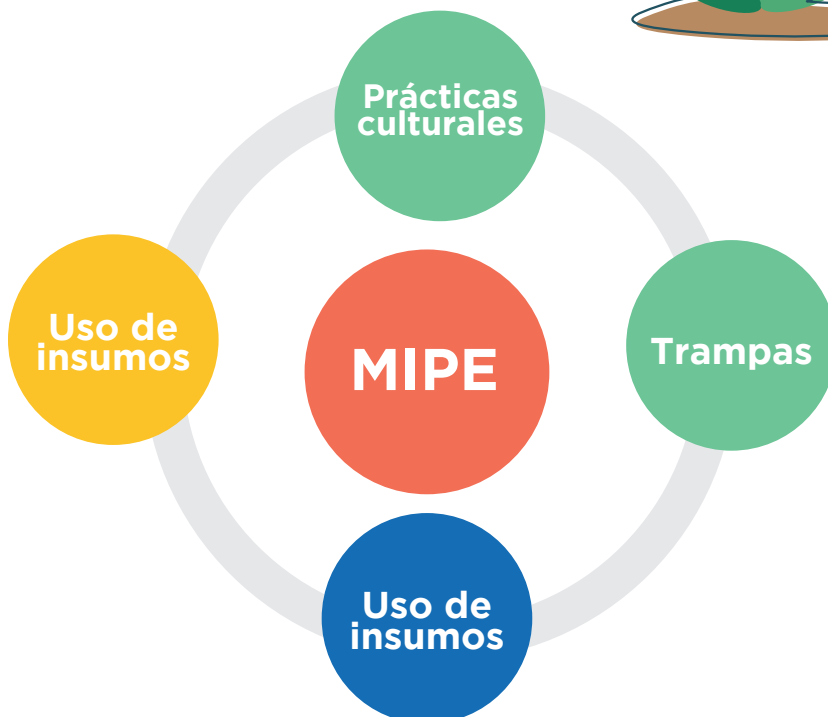 Prácticas
culturales
Uso de
insumos
MIPE
Trampas
Uso de
insumos